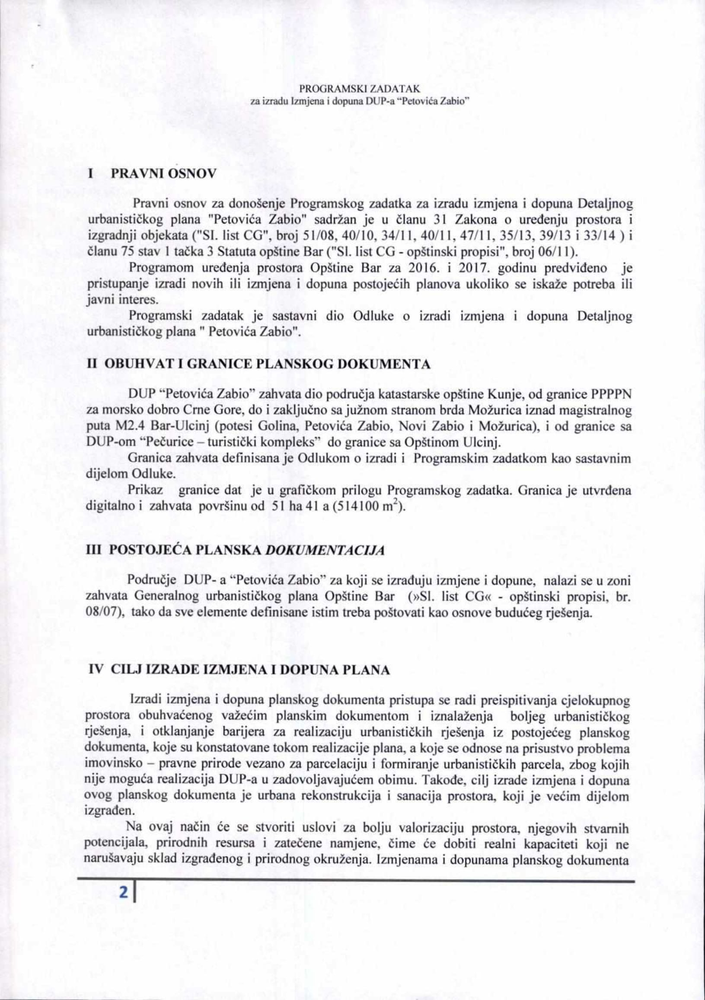 PROGRAMSKI ZADATAK
za izradu Izmjena i dopuna DUP-a “Petovića Zabio”
I PRAVNI OSNOV
Pravni osnov za donošenje Programskog zadatka za izradu izmjena i dopuna Detaljnog
urbanističkog plana "Petovića Zabio" sadržan je u članu 31 Zakona o uređenju prostora i
izgradnji objekata ("SI. list CG", broj 51/08, 40/10, 34/11, 40/11, 47/11, 35/13, 39/13 i 33/14 ) i
članu 75 stav 1 tačka 3 Statuta opštine Bar ("Sl. list CG - opštinski propisi", broj 06/11).
Programom uređenja prostora Opštine Bar za 2016. i 2017. godinu predviđeno je
pristupanje izradi novih ili izmjena i dopuna postojećih planova ukoliko se iskaže potreba ili
javni interes.
Programski zadatak je sastavni dio Odluke o izradi izmjena i dopuna Detaljnog
urbanističkog plana " Petovića Zabio".
II OBUHVAT I GRANICE PLANSKOG DOKUMENTA
DUP “Petovića Zabio” zahvata dio područja katastarske opštine Kunje, od granice PPPPN
za morsko dobro Crne Gore, do i zaključno sa južnom stranom brda Možurica iznad magistralnog
puta M2.4 Bar-Ulcinj (potesi Golina, Petovića Zabio, Novi Zabio i Možurica), i od granice sa
DUP-om “Pečurice – turistički kompleks” do granice sa Opštinom Ulcinj.
Granica zahvata definisana je Odlukom o izradi i Programskim zadatkom kao sastavnim
dijelom Odluke.
Prikaz granice dat je u grafičkom prilogu Programskog zadatka. Granica je utvrđena
digitalno i zahvata površinu od 51 ha 41 a (514100 m²).
III POSTOJEĆA PLANSKA DOKUMENTACIJA
Područje DUP- a “Petovića Zabio” za koji se izrađuju izmjene i dopune, nalazi se u zoni
zahvata Generalnog urbanističkog plana Opštine Bar (»Sl. list CG« - opštinski propisi, br.
08/07), tako da sve elemente definisane istim treba poštovati kao osnove budućeg rješenja.
IV CILJ IZRADE IZMJENA I DOPUNA PLANA
Izradi izmjena i dopuna planskog dokumenta pristupa se radi preispitivanja cjelokupnog
prostora obuhvaćenog važećim planskim dokumentom i iznalaženja boljeg urbanističkog
rješenja, i otklanjanje barijera za realizaciju urbanističkih rješenja iz postojećeg planskog
dokumenta, koje su konstatovane tokom realizacije plana, a koje se odnose na prisustvo problema
imovinsko – pravne prirode vezano za parcelaciju i formiranje urbanističkih parcela, zbog kojih
nije moguća realizacija DUP-a u zadovoljavajućem obimu. Takođe, cilj izrade izmjena i dopuna
ovog planskog dokumenta je urbana rekonstrukcija i sanacija prostora, koji je većim dijelom
izgrađen.
Na ovaj način će se stvoriti uslovi za bolju valorizaciju prostora, njegovih stvarnih
potencijala, prirodnih resursa i zatečene namjene, čime će dobiti realni kapaciteti koji ne
narušavaju sklad izgrađenog i prirodnog okruženja. Izmjenama i dopunama planskog dokumenta
2